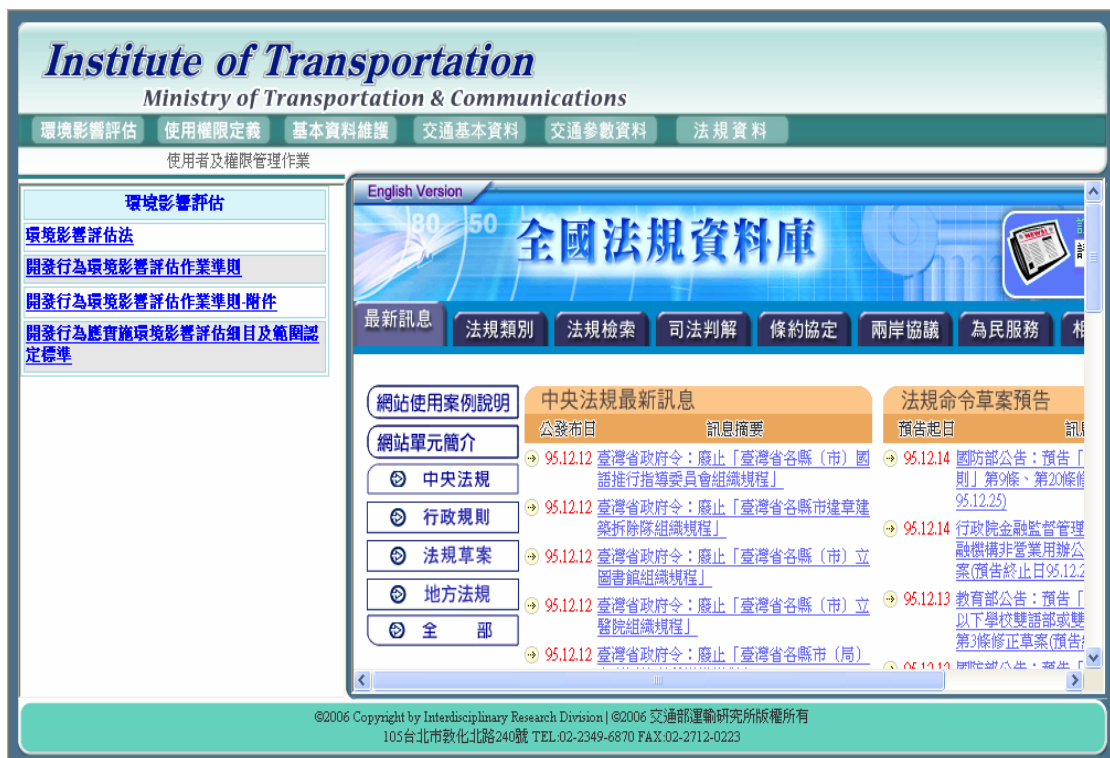 Institute of Transportation
Ministry of Transportation & Communications
環境影響評估 使用權限定義 基本資料維護 交通基本資料 交通參數資料 法規資料
使用者及權限管理作業
環境影響評估
環境影響評估法
開發行為環境影響評估作業準則
開發行為環境影響評估作業準則-附件
開發行為應實施環境影響評估細目及範圍認
定標準
English Version
80 50
全國法規資料庫
NEWS!
最新訊息 法規類別 法規檢索 司法判解 條約協定 兩岸協議 為民服務
網站使用案例說明
網站單元簡介
中央法規
行政規則
法規草案
地方法規
全 部
中央法規最新訊息
公發布日 訊息摘要
95.12.12 臺灣省政府令：廢止「臺灣省各縣（市）國
語推行指導委員會組織規程」
95.12.12 臺灣省政府令：廢止「臺灣省各縣市違章建
築拆除隊組織規程」
95.12.12 臺灣省政府令：廢止「臺灣省各縣（市）立
圖書館組織規程」
95.12.12 臺灣省政府令：廢止「臺灣省各縣（市）立
醫院組織規程」
95.12.12 臺灣省政府令：廢止「臺灣省各縣市（局）
法規命令草案預告
預告起日
95.12.14 國防部公告：預告「
則」第9條、第20條修
95.12.25)
95.12.14 行政院金融監督管理
融機構非營業用辦公
案(預告終止日95.12.2
95.12.13 教育部公告：預告「
以下學校雙語部或雙
第3條修正草案(預告
©2006 Copyright by Interdisciplinary Research Division | ©2006 交通部運輸研究所版權所有
105台北市敦化北路240號 TEL:02-2349-6870 FAX:02-2712-0223